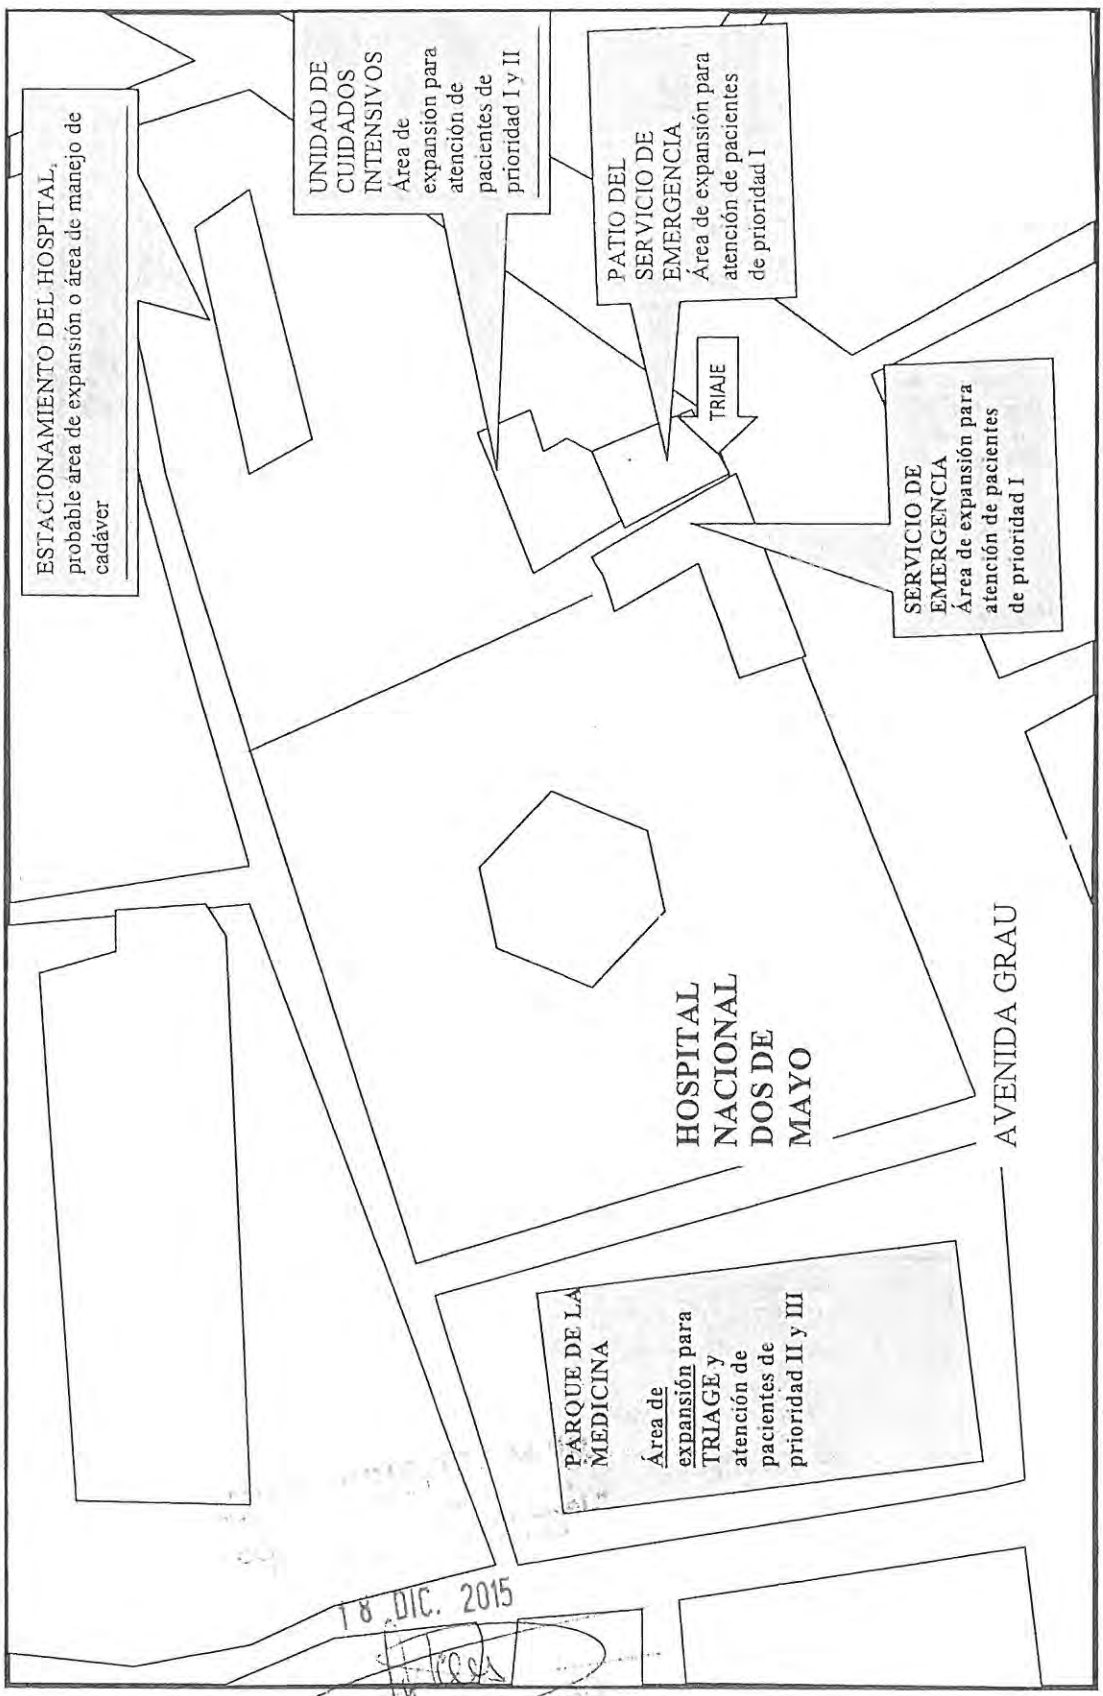 ESTACIONAMIENTO DEL HOSPITAL,
probable área de expansión o área de manejo de
cadáver
UNIDAD DE
CUIDADOS
INTENSIVOS
Área de
expansión para
atención de
pacientes de
prioridad I y II
PATIO DEL
SERVICIO DE
EMERGENCIA
Área de expansión para
atención de pacientes
de prioridad I
TRIAJE
SERVICIO DE
EMERGENCIA
Área de expansión para
atención de pacientes
de prioridad I
HOSPITAL
NACIONAL
DOS DE
MAYO
AVENIDA GRAU
PARQUE DE LA
MEDICINA
Área de
expansión para
TRIAGE y
atención de
pacientes de
prioridad II y III
18 DIC. 2015